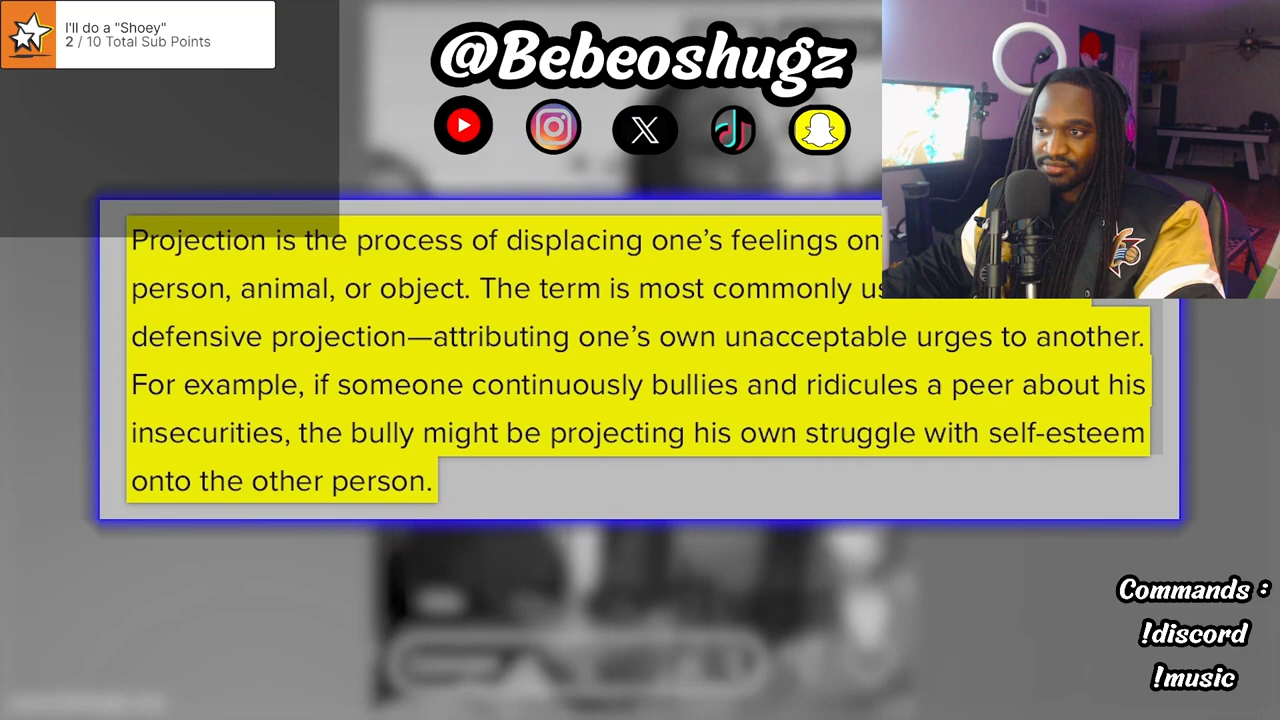 I'll do a "Shoey"
2 / 10 Total Sub Points
@Bebeoshugz
Projection is the process of displacing one's feelings
person, animal, or object. The term is most commonly
defensive projection—attributing one's own unacceptable urges to another.
For example, if someone continuously bullies and ridicules a peer about his
insecurities, the bully might be projecting his own struggle with self-esteem
onto the other person.
Commands :
!discord
!music